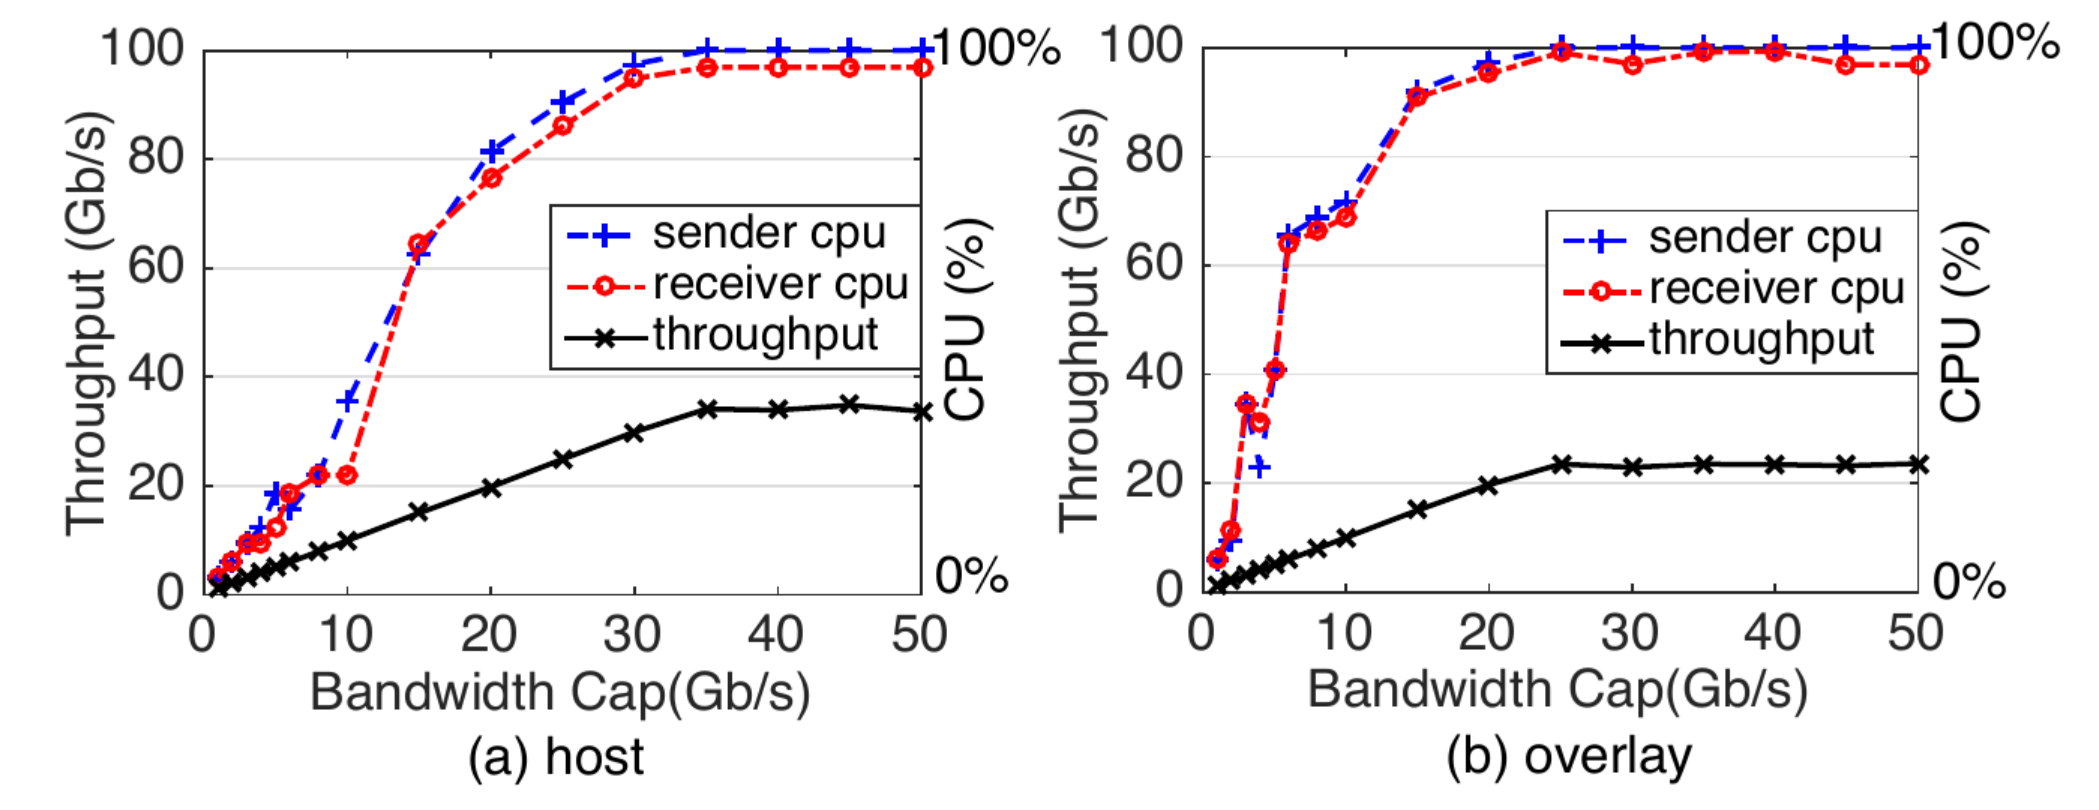 Throughput (Gb/s)
100
80
60
40
20
0
0 10 20 30 40 50
Bandwidth Cap(Gb/s)
100%
0%
CPU (%)
sender cpu
receiver cpu
throughput
(a) host
Throughput (Gb/s)
100
80
60
40
20
0
0 10 20 30 40 50
Bandwidth Cap(Gb/s)
100%
0%
CPU (%)
sender cpu
receiver cpu
throughput
(b) overlay